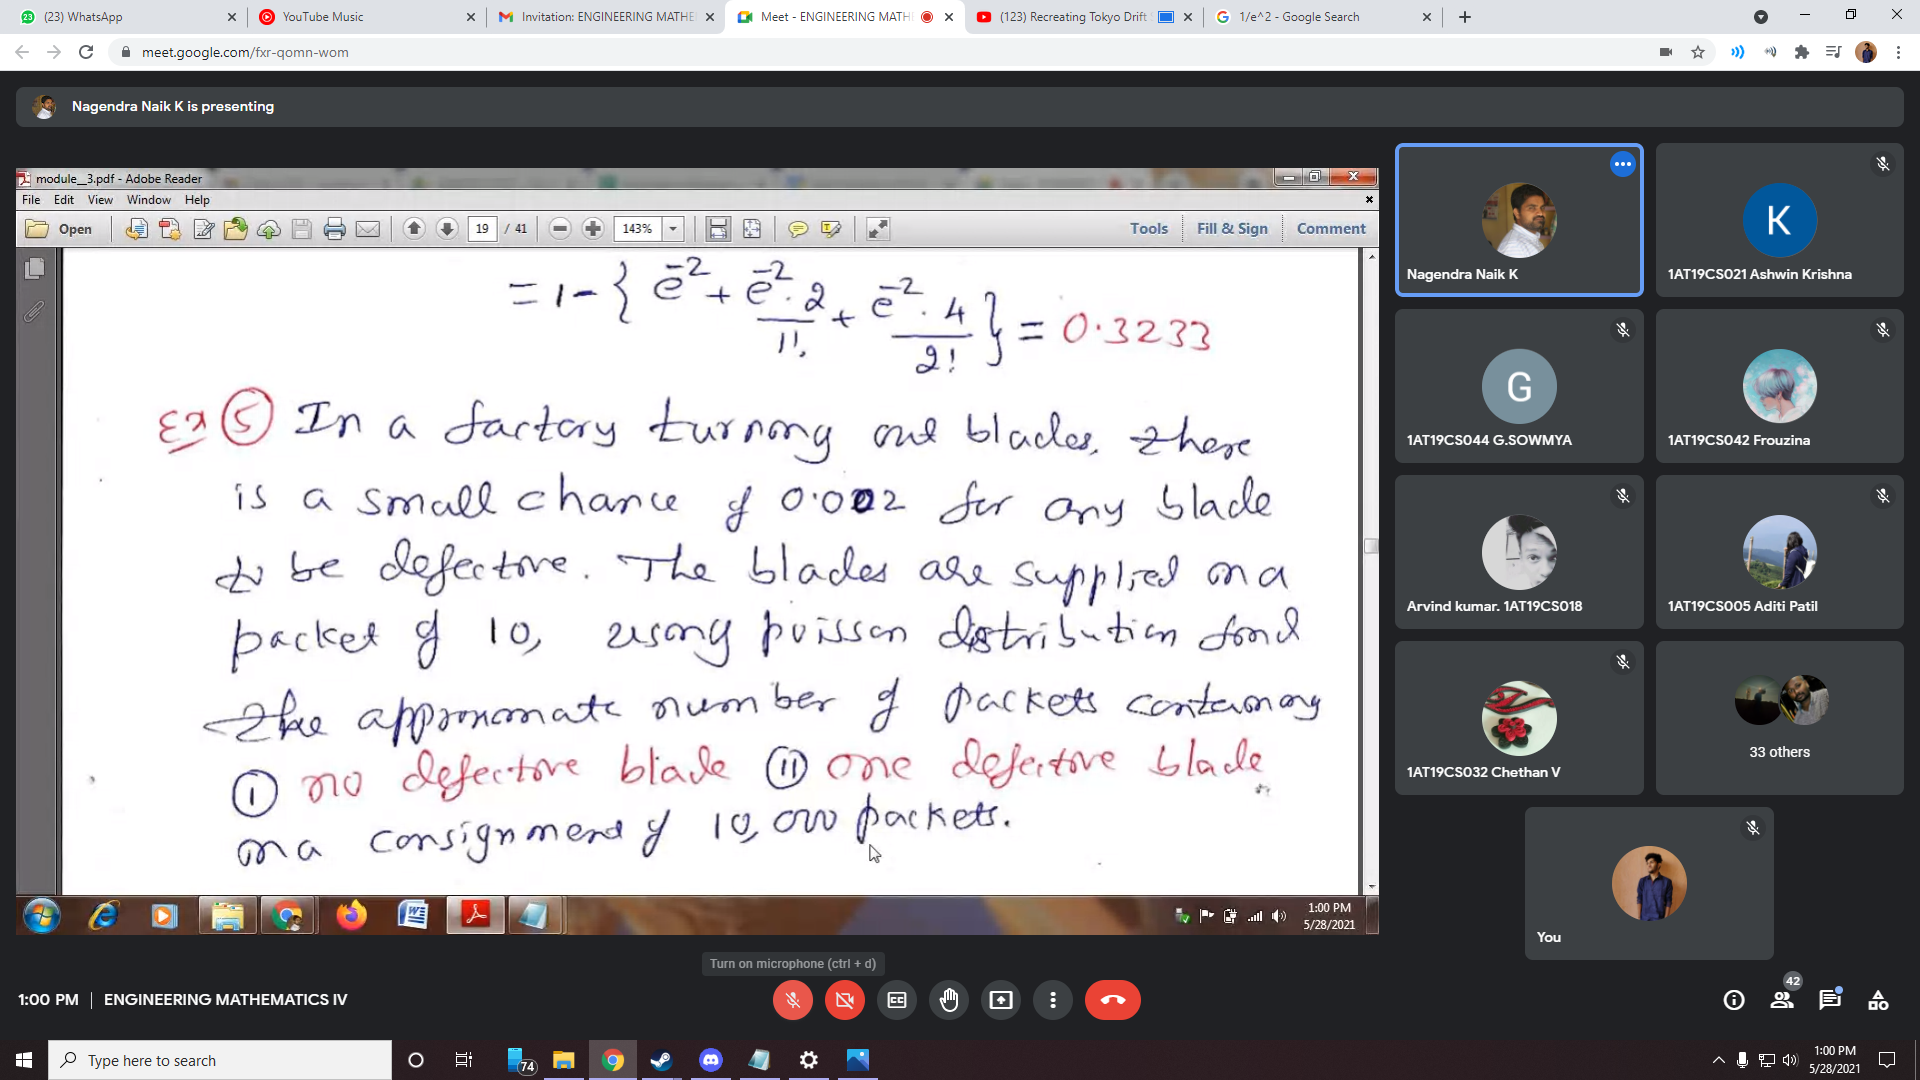 (23) WhatsApp
YouTube Music
Invitation: ENGINEERING MATHE
Meet - ENGINEERING MATH
(123) Recreating Tokyo Drift
1/e^2 - Google Search
meet.google.com/fxr-qomn-wom
Nagendra Naik K is presenting
module__3.pdf - Adobe Reader
File Edit View Window Help
Open 19 / 41 143% Tools Fill & Sign Comment
= 1 - { e^-2 + e^-2 . 2 / 1! + e^-2 . 4 / 2! } = 0.3233
Ex 5 In a factory turning out blades, there
is a small chance of 0.002 for any blade
to be defective. The blades are supplied in a
packet of 10, using poisson distribution find
the approximate number of packets containing
(i) no defective blade (ii) one defective blade
in a consignment of 10,000 packets.
1:00 PM
5/28/2021
Nagendra Naik K
K
1AT19CS021 Ashwin Krishna
G
1AT19CS044 G.SOWMYA
1AT19CS042 Frouzina
Arvind kumar. 1AT19CS018
1AT19CS005 Aditi Patil
1AT19CS032 Chethan V
33 others
You
Turn on microphone (ctrl + d)
1:00 PM | ENGINEERING MATHEMATICS IV
42
Type here to search
74
1:00 PM
5/28/2021